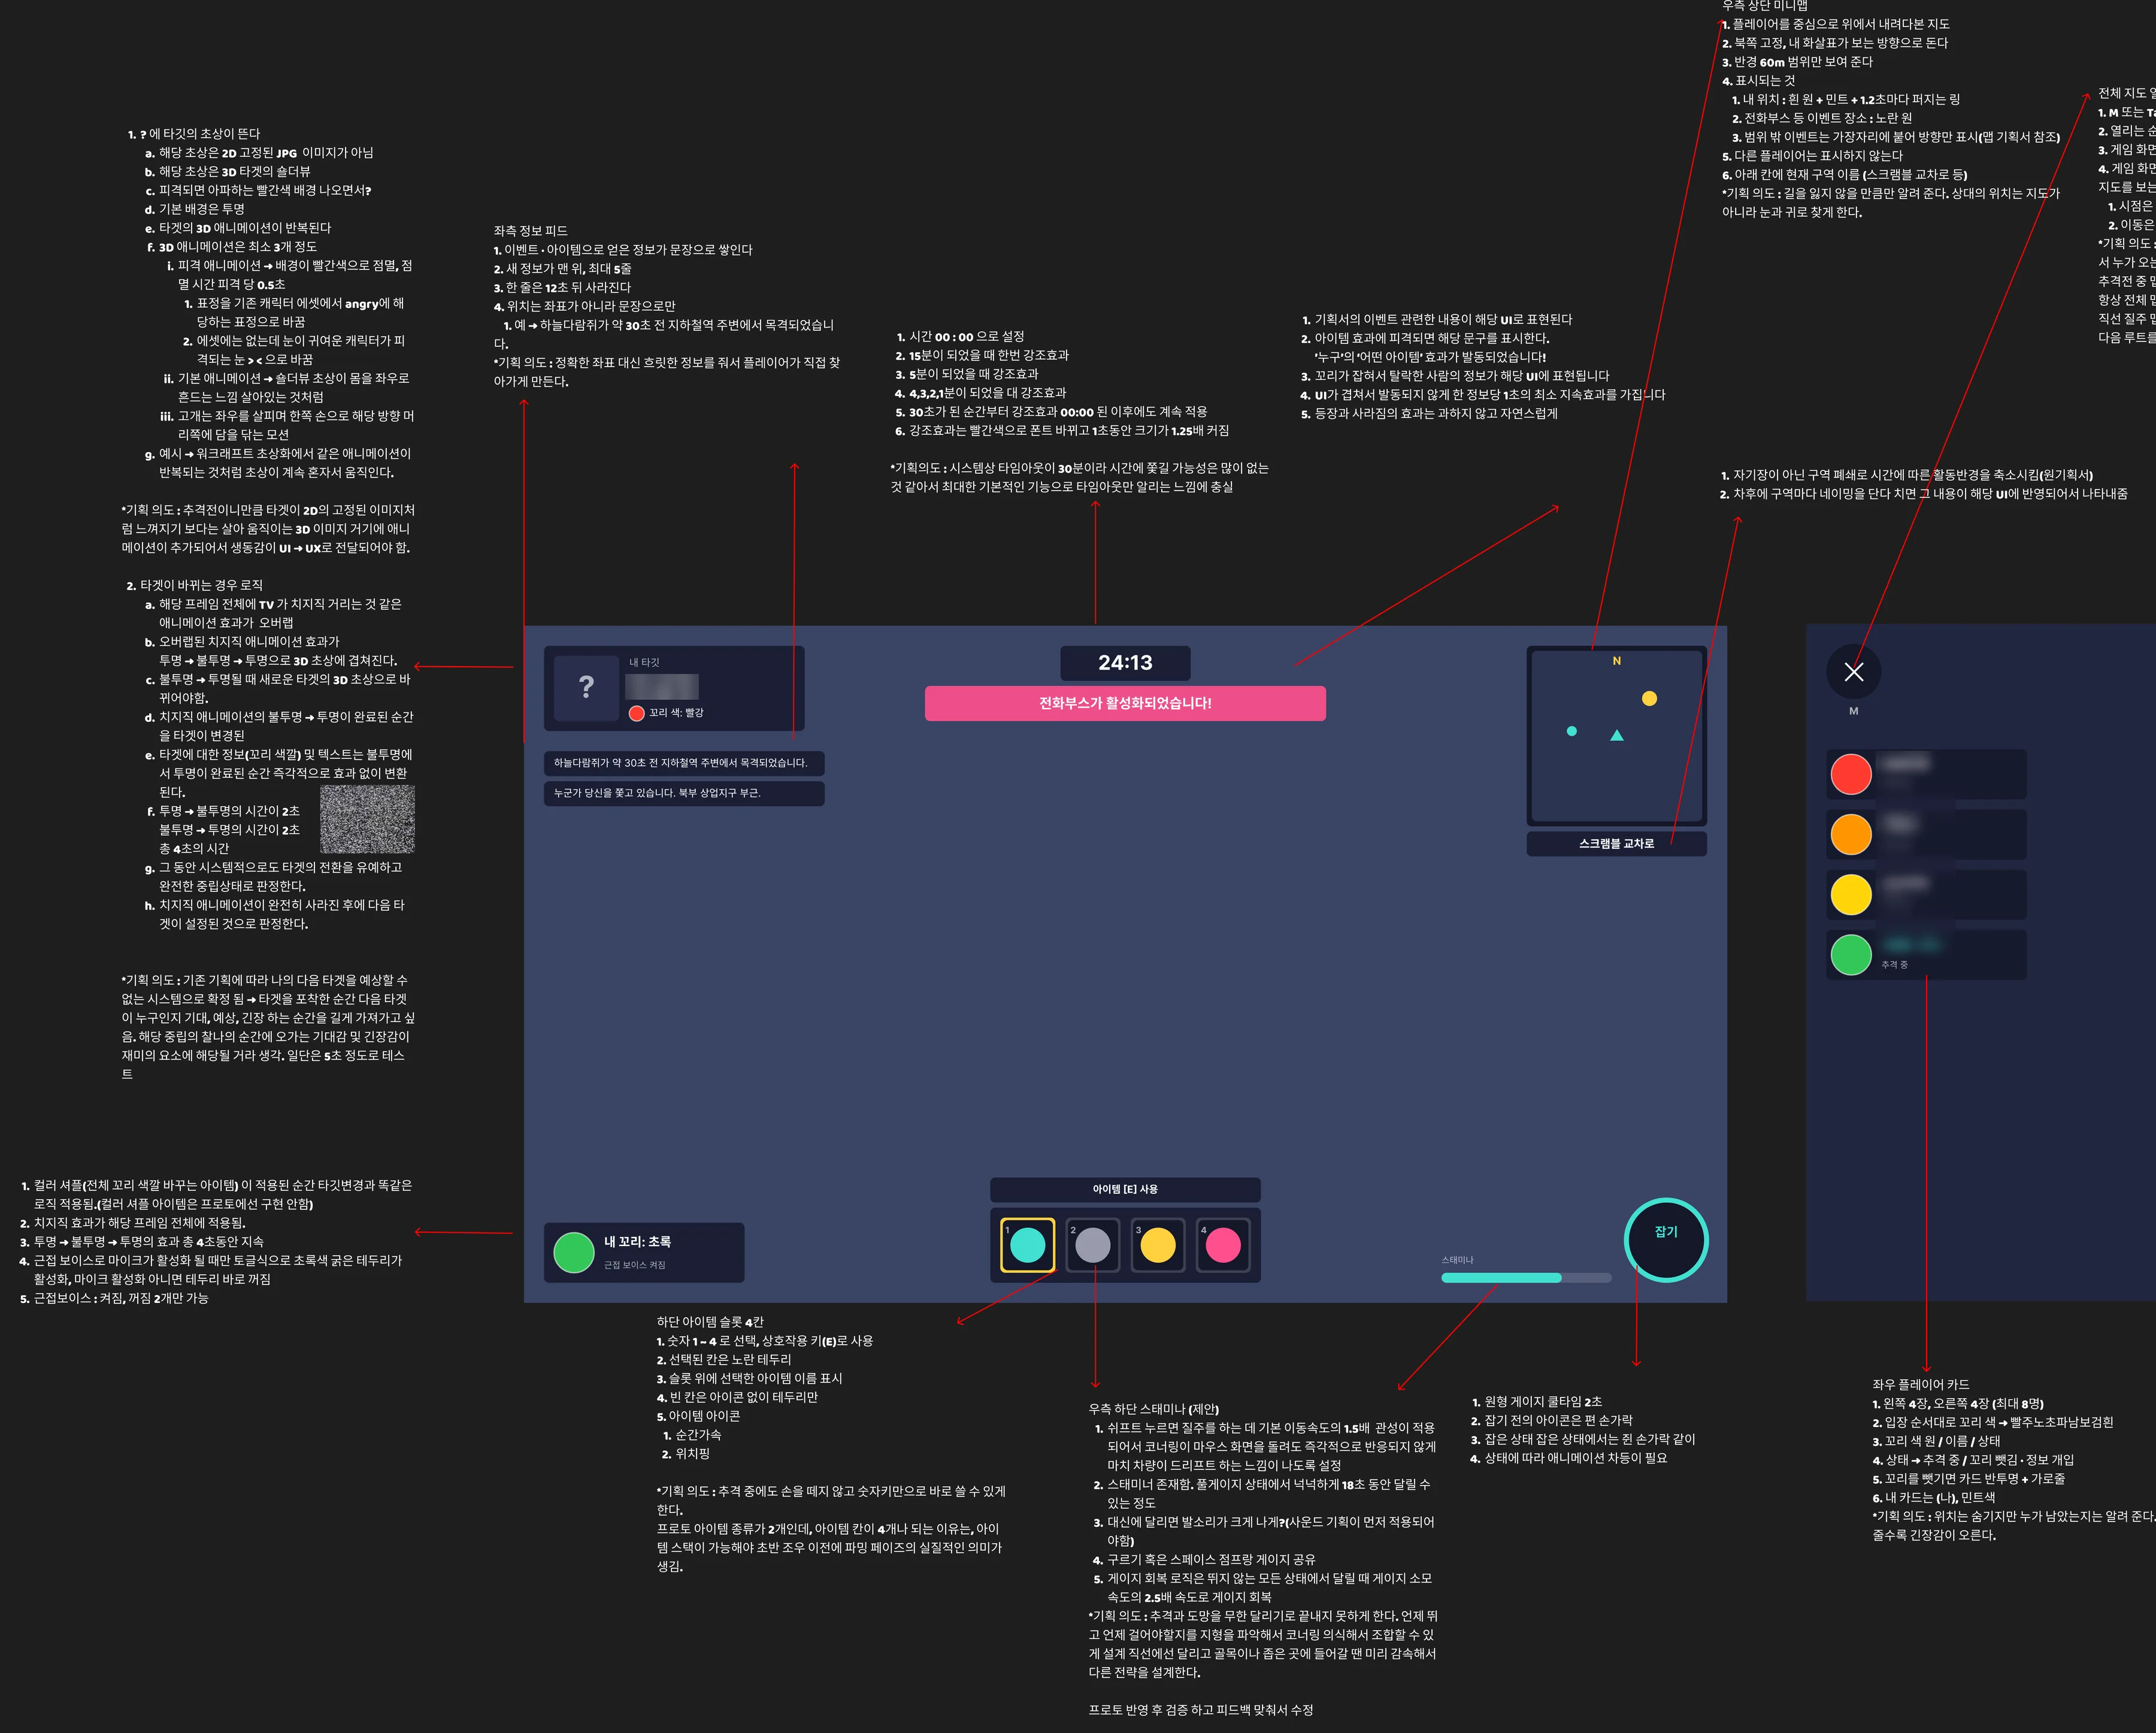 우측 상단 미니맵
1. 플레이어를 중심으로 위에서 내려다본 지도
2. 북쪽 고정, 내 화살표가 보는 방향으로 돈다
3. 반경 60m 범위만 보여 준다
4. 표시되는 것
1. 내 위치 : 흰 원 + 민트 + 1.2초마다 퍼지는 링
2. 전화부스 등 이벤트 장소 : 노란 원
3. 범위 밖 이벤트는 가장자리에 붙어 방향만 표시(맵 기획서 참조)
5. 다른 플레이어는 표시하지 않는다
6. 아래 칸에 현재 구역 이름 (스크램블 교차로 등)
*기획 의도 : 길을 잃지 않을 만큼만 알려 준다. 상대의 위치는 지도가
아니라 눈과 귀로 찾게 한다.
전체 지도
1. M 또는
2. 열리는
3. 게임 화면
4. 게임 화면
지도를 보는
1. 시점은
2. 이동은
*기획 의도 :
서 누가 오는
추격전 중
항상 전체
직선 질주
다음 루트를
1. ? 에 타깃의 초상이 뜬다
a. 해당 초상은 2D 고정된 JPG 이미지가 아님
b. 해당 초상은 3D 타겟의 숄더뷰
c. 피격되면 아파하는 빨간색 배경 나오면서?
d. 기본 배경은 투명
e. 타겟의 3D 애니메이션이 반복된다
f. 3D 애니메이션은 최소 3개 정도
i. 피격 애니메이션 → 배경이 빨간색으로 점멸, 점
멸 시간 피격 당 0.5초
1. 표정을 기존 캐릭터 에셋에서 angry에 해
당하는 표정으로 바꿈
2. 에셋에는 없는데 눈이 귀여운 캐릭터가 피
격되는 눈 > < 으로 바꿈
ii. 기본 애니메이션 → 숄더뷰 초상이 몸을 좌우로
흔드는 느낌 살아있는 것처럼
iii. 고개는 좌우를 살피며 한쪽 손으로 해당 방향 머
리쪽에 담을 닦는 모션
g. 예시 → 워크래프트 초상화에서 같은 애니메이션이
반복되는 것처럼 초상이 계속 혼자서 움직인다.
*기획 의도 : 추격전이니만큼 타겟이 2D의 고정된 이미지처
럼 느껴지기 보다는 살아 움직이는 3D 이미지 거기에 애니
메이션이 추가되어서 생동감이 UI → UX로 전달되어야 함.
2. 타겟이 바뀌는 경우 로직
a. 해당 프레임 전체에 TV 가 치지직 거리는 것 같은
애니메이션 효과가 오버랩
b. 오버랩된 치지직 애니메이션 효과가
투명 → 불투명 → 투명으로 3D 초상에 겹쳐진다.
c. 불투명 → 투명될 때 새로운 타겟의 3D 초상으로 바
뀌어야함.
d. 치지직 애니메이션의 불투명 → 투명이 완료된 순간
을 타겟이 변경된
e. 타겟에 대한 정보(꼬리 색깔) 및 텍스트는 불투명에
서 투명이 완료된 순간 즉각적으로 효과 없이 변환
된다.
f. 투명 → 불투명의 시간이 2초
불투명 → 투명의 시간이 2초
총 4초의 시간
g. 그 동안 시스템적으로도 타겟의 전환을 유예하고
완전한 중립상태로 판정한다.
h. 치지직 애니메이션이 완전히 사라진 후에 다음 타
겟이 설정된 것으로 판정한다.
*기획 의도 : 기존 기획에 따라 나의 다음 타겟을 예상할 수
없는 시스템으로 확정 됨 → 타겟을 포착한 순간 다음 타겟
이 누구인지 기대, 예상, 긴장 하는 순간을 길게 가져가고 싶
음. 해당 중립의 찰나의 순간에 오가는 기대감 및 긴장감이
재미의 요소에 해당될 거라 생각. 일단은 5초 정도로 테스
트
좌측 정보 피드
1. 이벤트 · 아이템으로 얻은 정보가 문장으로 쌓인다
2. 새 정보가 맨 위, 최대 5줄
3. 한 줄은 12초 뒤 사라진다
4. 위치는 좌표가 아니라 문장으로만
1. 예 → 하늘다람쥐가 약 30초 전 지하철역 주변에서 목격되었습니
다.
*기획 의도 : 정확한 좌표 대신 흐릿한 정보를 줘서 플레이어가 직접 찾
아가게 만든다.
1. 시간 00 : 00 으로 설정
2. 15분이 되었을 때 한번 강조효과
3. 5분이 되었을 때 강조효과
4. 4,3,2,1분이 되었을 대 강조효과
5. 30초가 된 순간부터 강조효과 00:00 된 이후에도 계속 적용
6. 강조효과는 빨간색으로 폰트 바뀌고 1초동안 크기가 1.25배 커짐
*기획의도 : 시스템상 타임아웃이 30분이라 시간에 쫓길 가능성은 많이 없는
것 같아서 최대한 기본적인 기능으로 타임아웃만 알리는 느낌에 충실
1. 기획서의 이벤트 관련한 내용이 해당 UI로 표현된다
2. 아이템 효과에 피격되면 해당 문구를 표시한다.
'누구'의 '어떤 아이템' 효과가 발동되었습니다!
3. 꼬리가 잡혀서 탈락한 사람의 정보가 해당 UI에 표현됩니다
4. UI가 겹쳐서 발동되지 않게 한 정보당 1초의 최소 지속효과를 가집니다
5. 등장과 사라짐의 효과는 과하지 않고 자연스럽게
1. 자기장이 아닌 구역 폐쇄로 시간에 따른 활동반경을 축소시킴(원기획서)
2. 차후에 구역마다 네이밍을 단다 치면 그 내용이 해당 UI에 반영되어서 나타내줌
?
내 타깃
꼬리 색: 빨강
하늘다람쥐가 약 30초 전 지하철역 주변에서 목격되었습니다.
누군가 당신을 쫓고 있습니다. 북부 상업지구 부근.
24:13
전화부스가 활성화되었습니다!
N
스크램블 교차로
M
추격 중
아이템 [E] 사용
1
2
3
4
내 꼬리: 초록
근접 보이스 켜짐
스태미나
잡기
1. 컬러 셔플(전체 꼬리 색깔 바꾸는 아이템) 이 적용된 순간 타깃변경과 똑같은
로직 적용됨.(컬러 셔플 아이템은 프로토에선 구현 안함)
2. 치지직 효과가 해당 프레임 전체에 적용됨.
3. 투명 → 불투명 → 투명의 효과 총 4초동안 지속
4. 근접 보이스로 마이크가 활성화 될 때만 토글식으로 초록색 굵은 테두리가
활성화, 마이크 활성화 아니면 테두리 바로 꺼짐
5. 근접보이스 : 켜짐, 꺼짐 2개만 가능
하단 아이템 슬롯 4칸
1. 숫자 1 ~ 4 로 선택, 상호작용 키(E)로 사용
2. 선택된 칸은 노란 테두리
3. 슬롯 위에 선택한 아이템 이름 표시
4. 빈 칸은 아이콘 없이 테두리만
5. 아이템 아이콘
1. 순간가속
2. 위치핑
*기획 의도 : 추격 중에도 손을 떼지 않고 숫자키만으로 바로 쓸 수 있게
한다.
프로토 아이템 종류가 2개인데, 아이템 칸이 4개나 되는 이유는, 아이
템 스택이 가능해야 초반 조우 이전에 파밍 페이즈의 실질적인 의미가
생김.
우측 하단 스태미나 (제안)
1. 쉬프트 누르면 질주를 하는 데 기본 이동속도의 1.5배 관성이 적용
되어서 코너링이 마우스 화면을 돌려도 즉각적으로 반응되지 않게
마치 차량이 드리프트 하는 느낌이 나도록 설정
2. 스태미너 존재함. 풀게이지 상태에서 넉넉하게 18초 동안 달릴 수
있는 정도
3. 대신에 달리면 발소리가 크게 나게?(사운드 기획이 먼저 적용되어
야함)
4. 구르기 혹은 스페이스 점프랑 게이지 공유
5. 게이지 회복 로직은 뛰지 않는 모든 상태에서 달릴 때 게이지 소모
속도의 2.5배 속도로 게이지 회복
*기획 의도 : 추격과 도망을 무한 달리기로 끝내지 못하게 한다. 언제 뛰
고 언제 걸어야할지를 지형을 파악해서 코너링 의식해서 조합할 수 있
게 설계 직선에선 달리고 골목이나 좁은 곳에 들어갈 땐 미리 감속해서
다른 전략을 설계한다.
프로토 반영 후 검증 하고 피드백 맞춰서 수정
1. 원형 게이지 쿨타임 2초
2. 잡기 전의 아이콘은 편 손가락
3. 잡은 상태 잡은 상태에서는 쥔 손가락 같이
4. 상태에 따라 애니메이션 차등이 필요
좌우 플레이어 카드
1. 왼쪽 4장, 오른쪽 4장 (최대 8명)
2. 입장 순서대로 꼬리 색 → 빨주노초파남보검흰
3. 꼬리 색 원 / 이름 / 상태
4. 상태 → 추격 중 / 꼬리 뺏김 · 정보 개입
5. 꼬리를 뺏기면 카드 반투명 + 가로줄
6. 내 카드는 (나), 민트색
*기획 의도 : 위치는 숨기지만 누가 남았는지는 알려 준다.
줄수록 긴장감이 오른다.